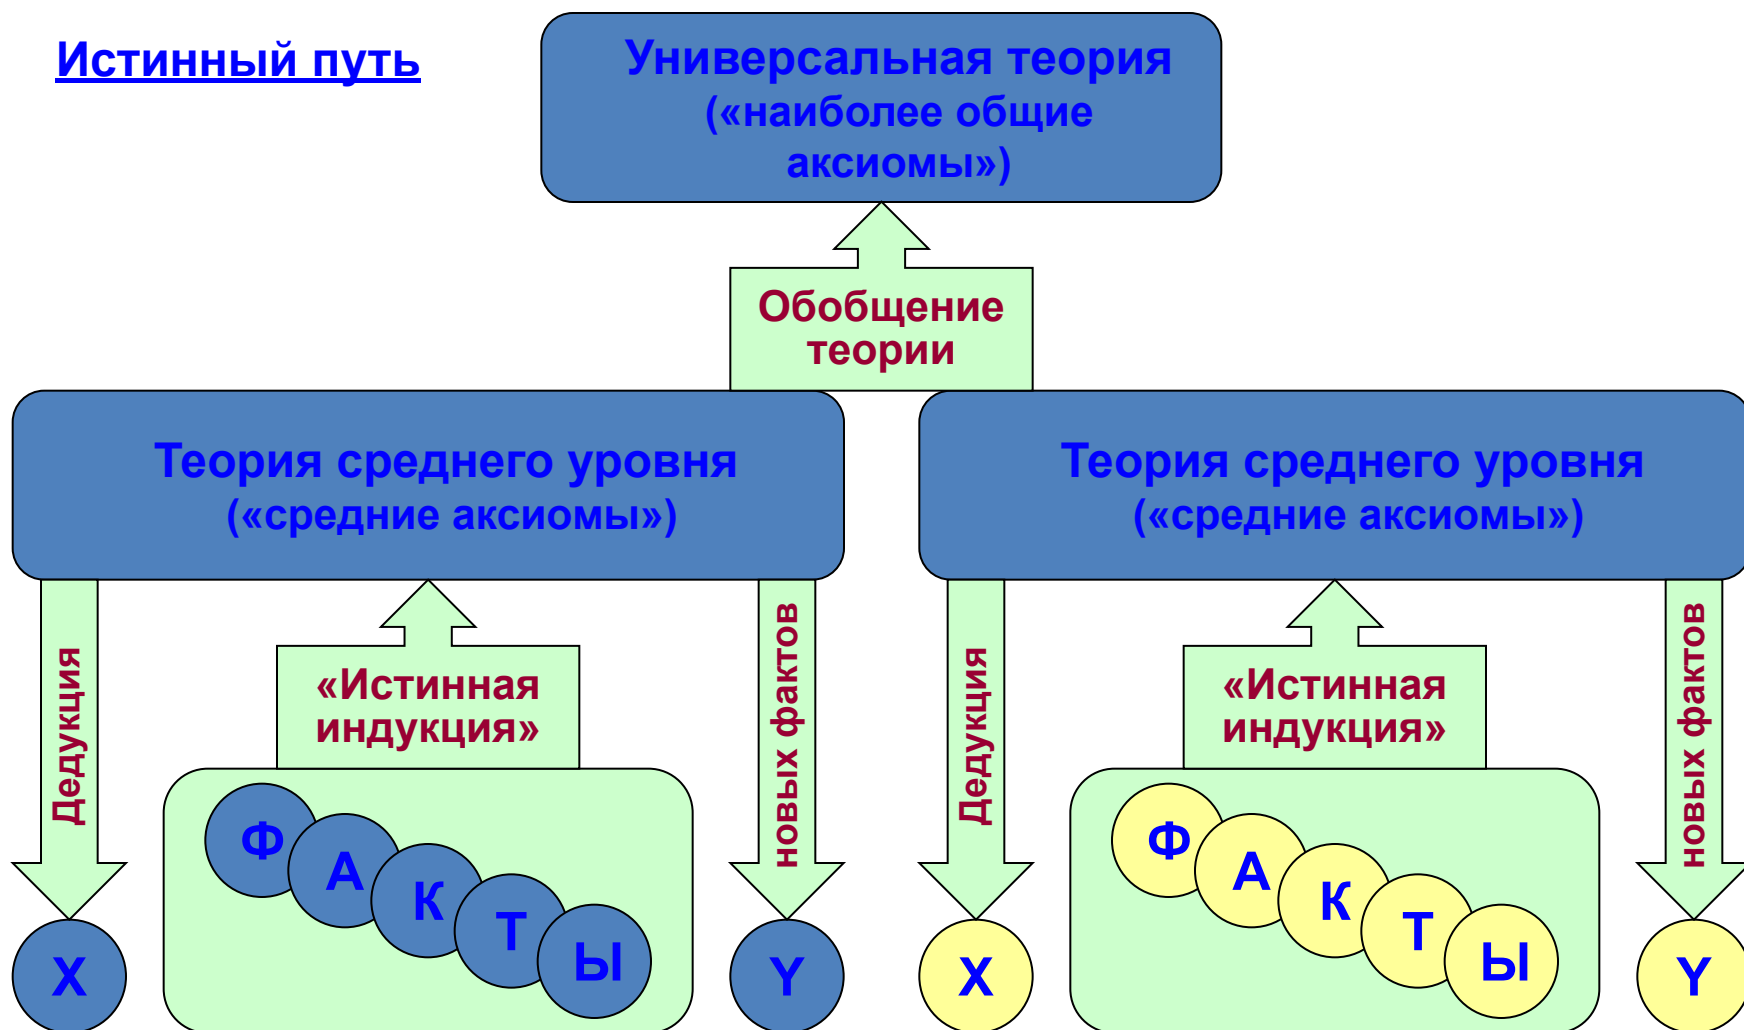 Истинный путь
Универсальная теория
(«наиболее общие
аксиомы»)
Обобщение
теории
Теория среднего уровня
(«средние аксиомы»)
Теория среднего уровня
(«средние аксиомы»)
Дедукция
«Истинная
индукция»
новых фактов
Дедукция
«Истинная
индукция»
новых фактов
Ф А К Т Ы
X
Y
Ф А К Т Ы
X
Y